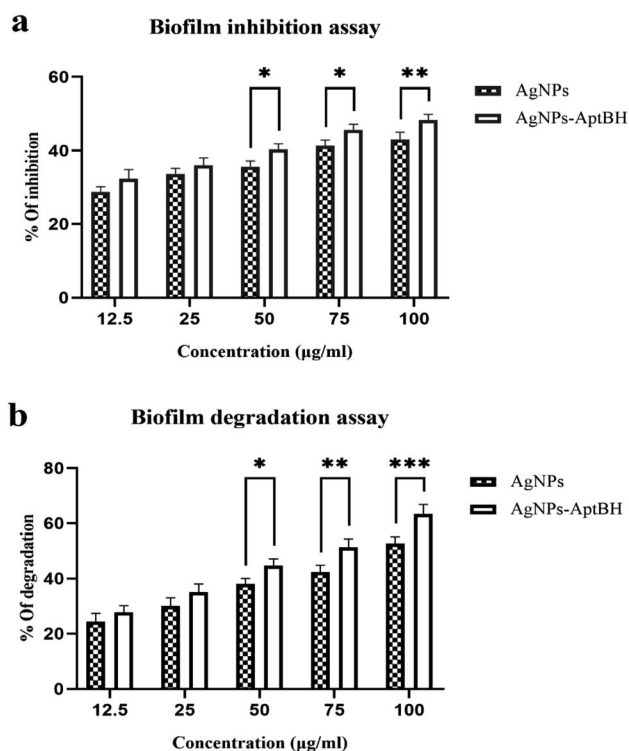 a
Biofilm inhibition assay
60
40
20
0
% Of inhibition
* * **
AgNPs
AgNPs-AptBH
12.5 25 50 75 100
Concentration (µg/ml)
b
Biofilm degradation assay
80
60
40
20
0
% Of degradation
* ** ***
AgNPs
AgNPs-AptBH
12.5 25 50 75 100
Concentration (µg/ml)